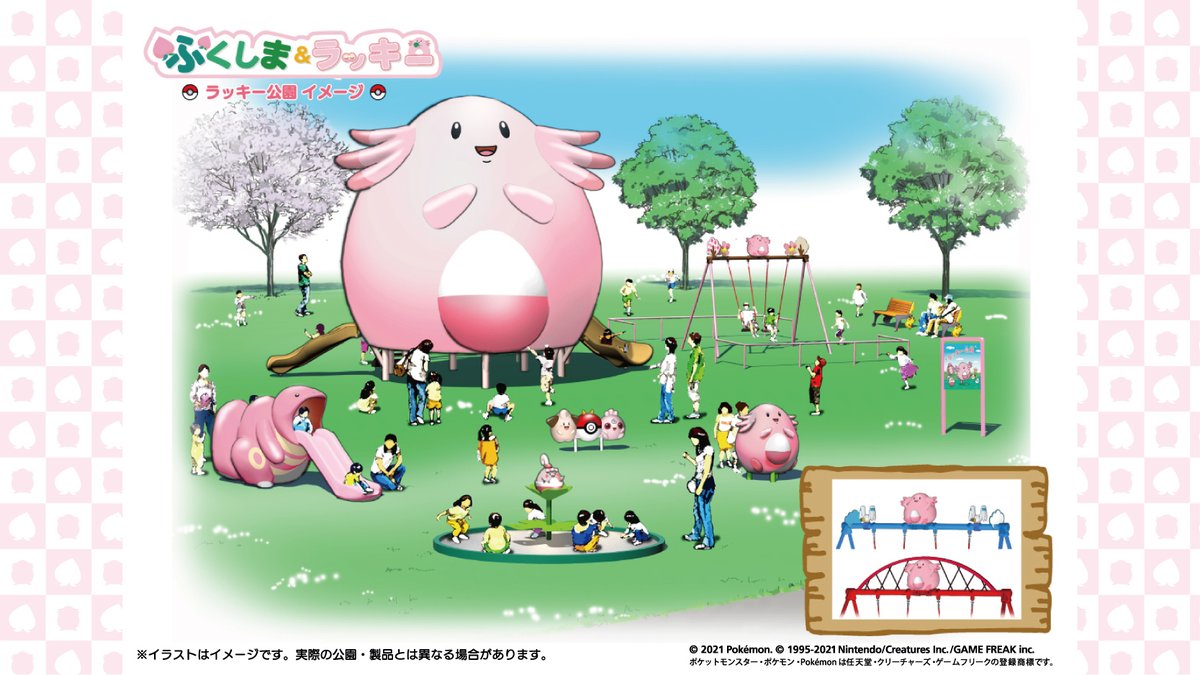 ふくしま&ラッキー
ラッキー公園 イメージ
※イラストはイメージです。実際の公園・製品とは異なる場合があります。
© 2021 Pokémon. © 1995-2021 Nintendo/Creatures Inc./GAME FREAK inc.
ポケットモンスター・ポケモン・Pokémonは任天堂・クリーチャーズ・ゲームフリークの登録商標です。